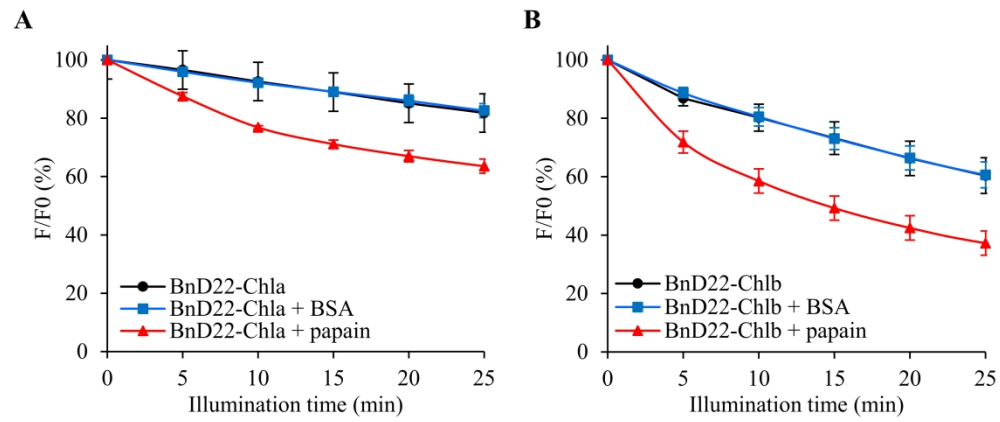 A
100
80
60
40
20
0
F/F0 (%)
BnD22-Chla
BnD22-Chla + BSA
BnD22-Chla + papain
0 5 10 15 20 25
Illumination time (min)
B
100
80
60
40
20
0
F/F0 (%)
BnD22-Chlb
BnD22-Chlb + BSA
BnD22-Chlb + papain
0 5 10 15 20 25
Illumination time (min)